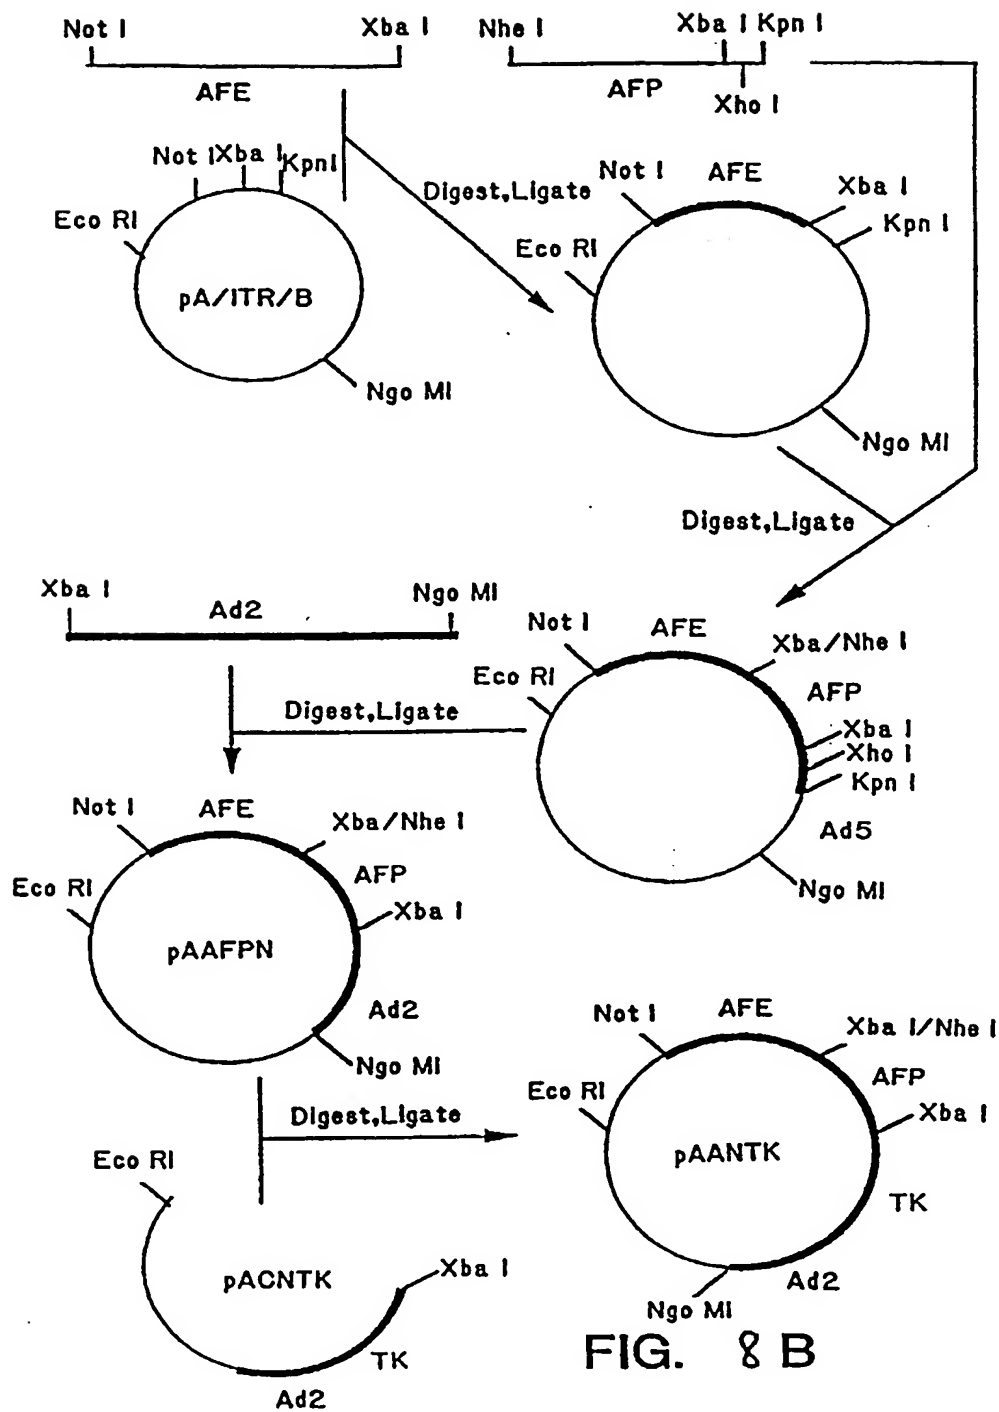 Not I Xba I Nhe I Xba I Kpn I
AFE AFP Xho I
Not I Xba I Kpn I
Eco RI
pA/ITR/B
Ngo MI
Digest,Ligate
Not I AFE Xba I
Kpn I
Eco RI
Ngo MI
Digest,Ligate
Xba I Ad2 Ngo MI
Digest,Ligate
Not I AFE Xba/Nhe I
Eco RI AFP
Xba I
Xho I
Kpn I
Ad5
Ngo MI
Not I AFE Xba/Nhe I
Eco RI AFP
Xba I
pAAFPN
Ad2
Ngo MI
Digest,Ligate
Not I AFE Xba I/Nhe I
Eco RI AFP
Xba I
pAANTK
TK
Ad2
Ngo MI
Eco RI
pACNTK Xba I
TK
Ad2
FIG. 8 B